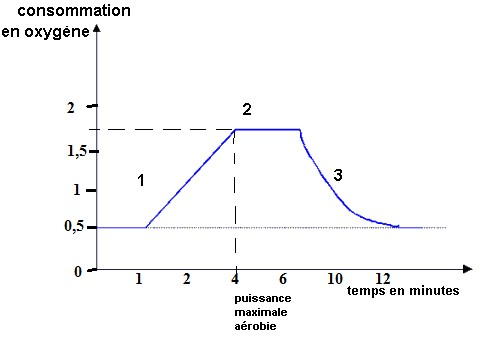 consommation
en oxygéne
2
2
1,5
1
1
3
0,5
0
1
2
4
6
10
12
temps en minutes
puissance
maximale
aérobie